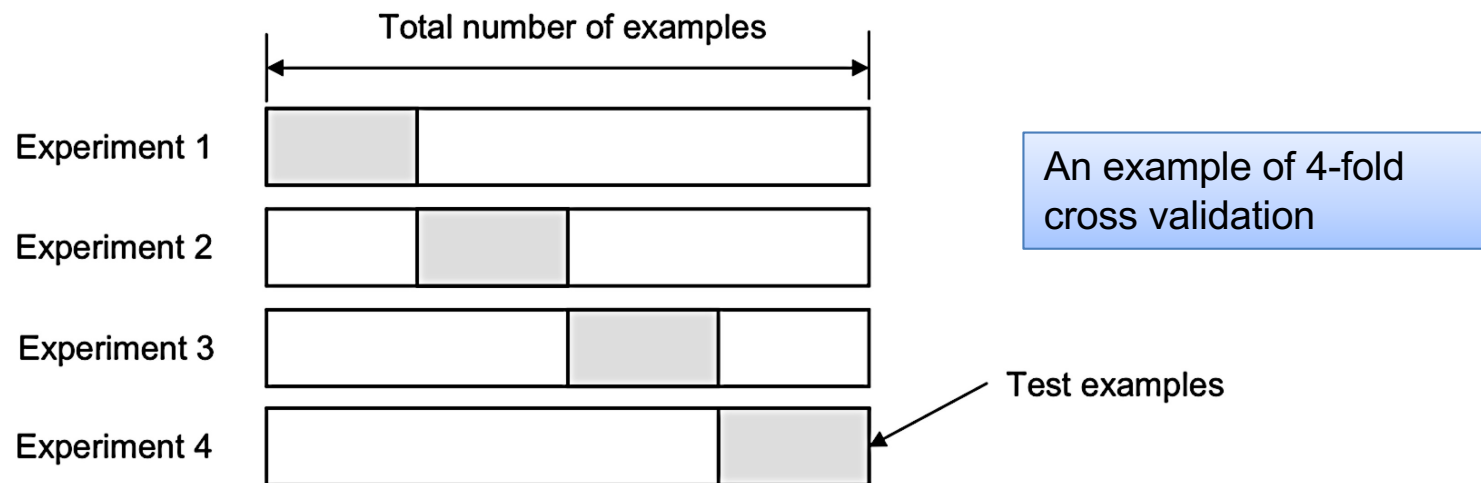 Total number of examples
Experiment 1
An example of 4-fold
cross validation
Experiment 2
Experiment 3
Test examples
Experiment 4